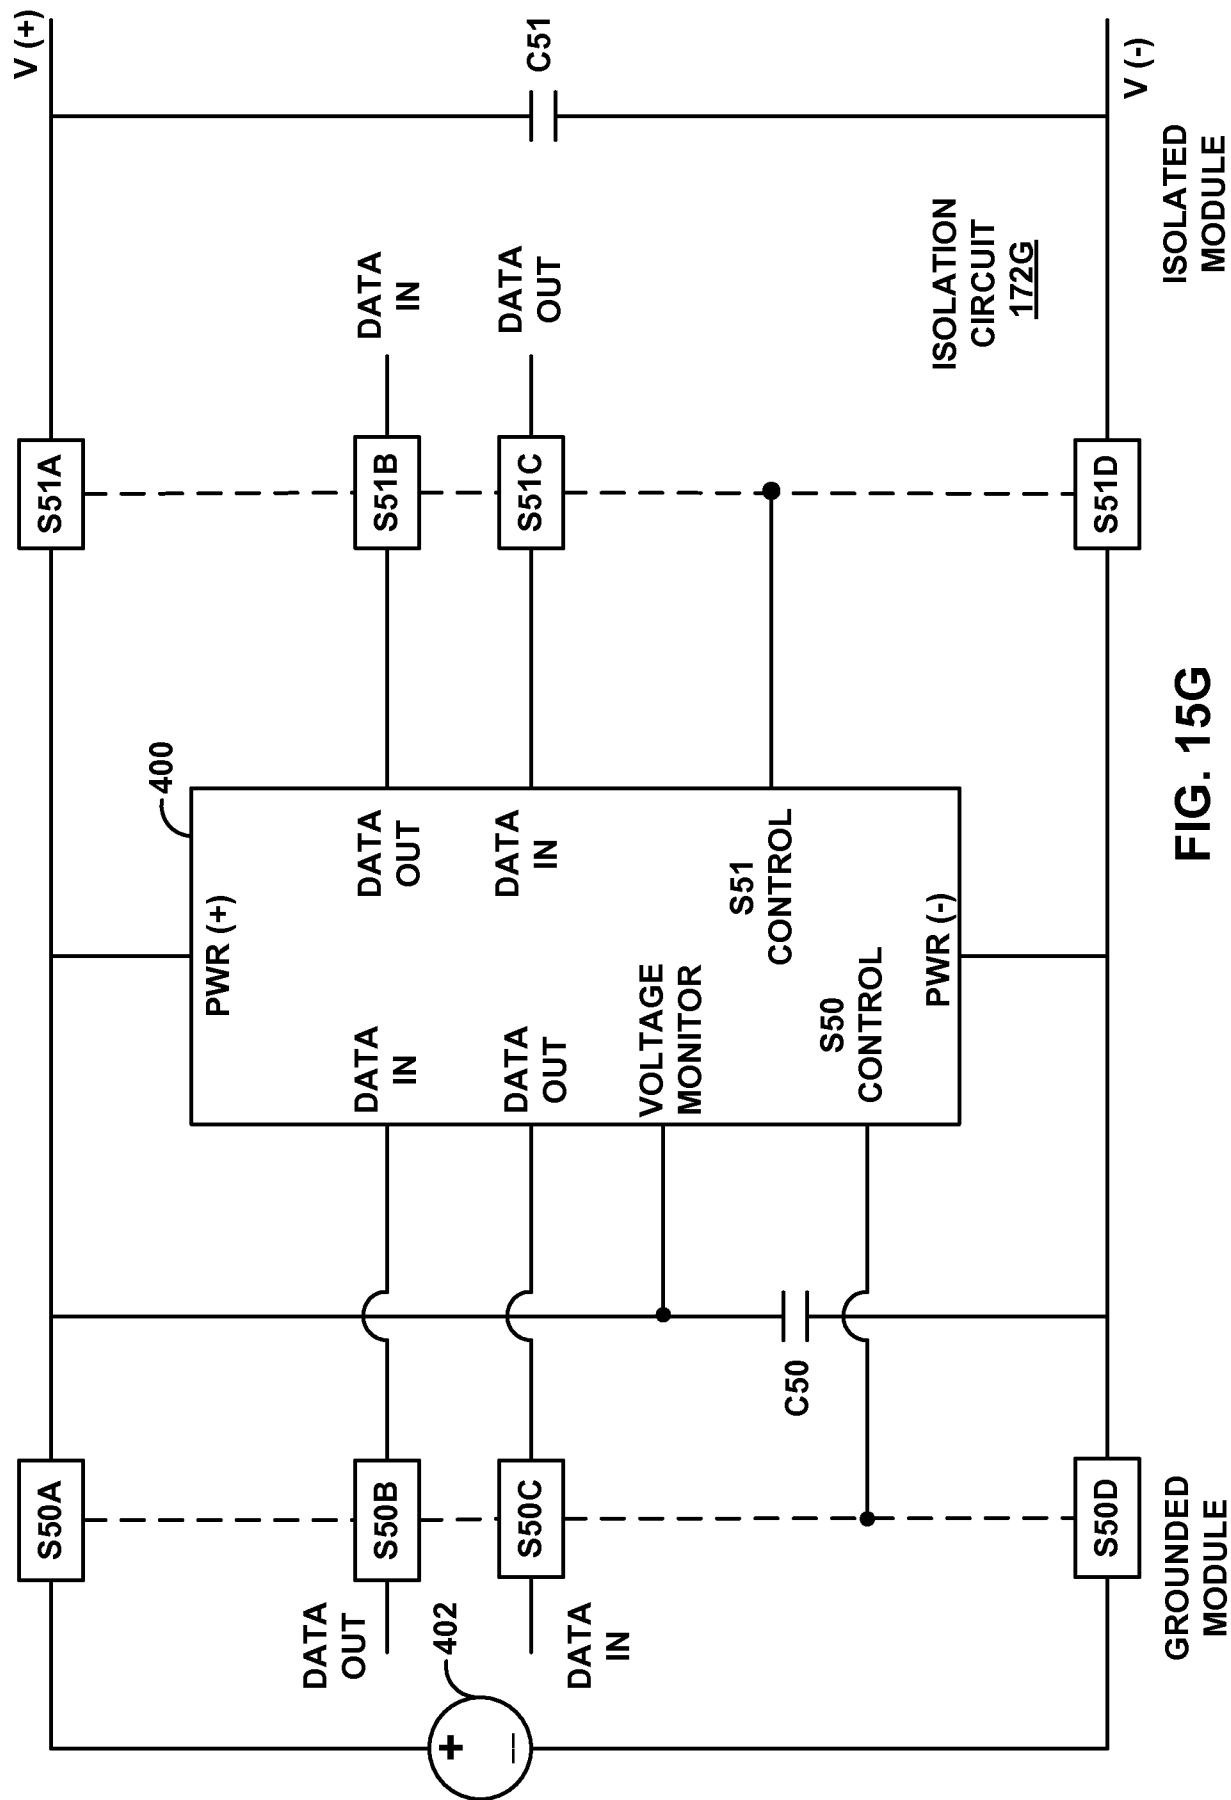 V (+)
C51
V (-)
ISOLATED
MODULE
DATA
IN
DATA
OUT
ISOLATION
CIRCUIT
172G
S51A
S51B
S51C
S51D
400
PWR (+)
DATA
OUT
DATA
IN
S51
CONTROL
DATA
IN
DATA
OUT
VOLTAGE
MONITOR
S50
CONTROL
PWR (-)
C50
S50A
S50B
S50C
S50D
DATA
OUT
DATA
IN
402
+
–
GROUNDED
MODULE
FIG. 15G